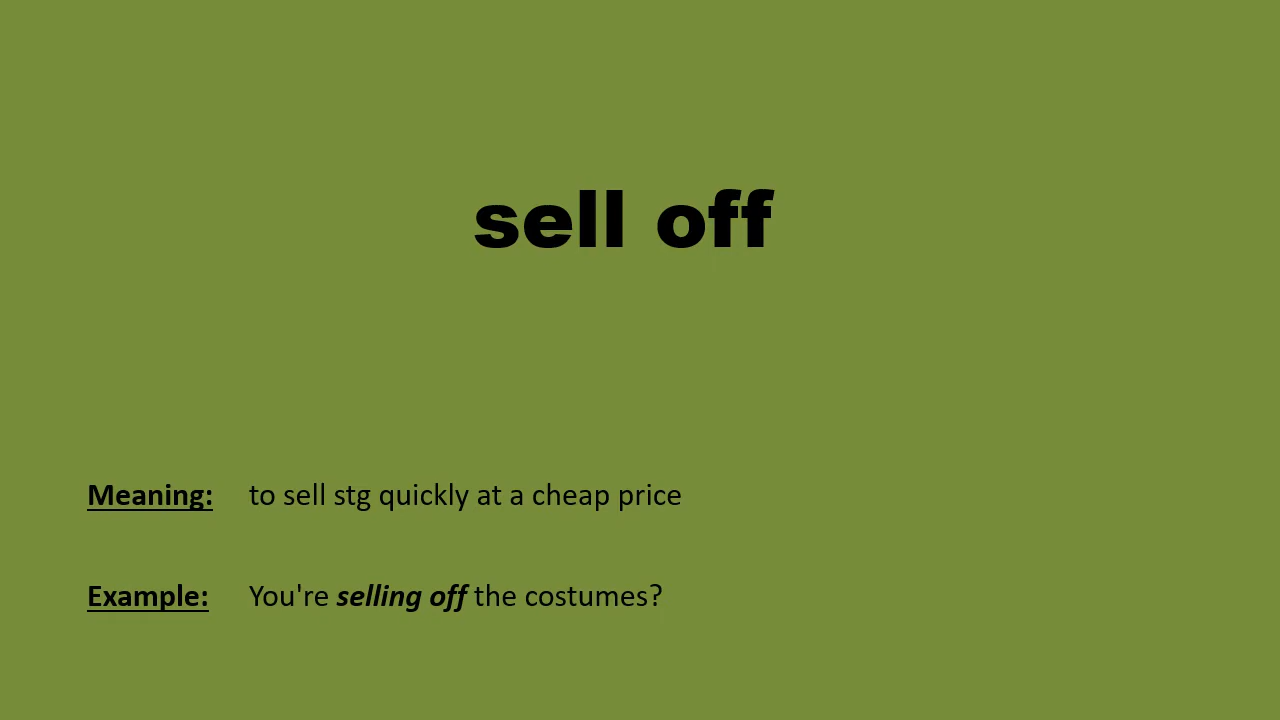 sell off
Meaning: to sell stg quickly at a cheap price
Example: You're selling off the costumes?